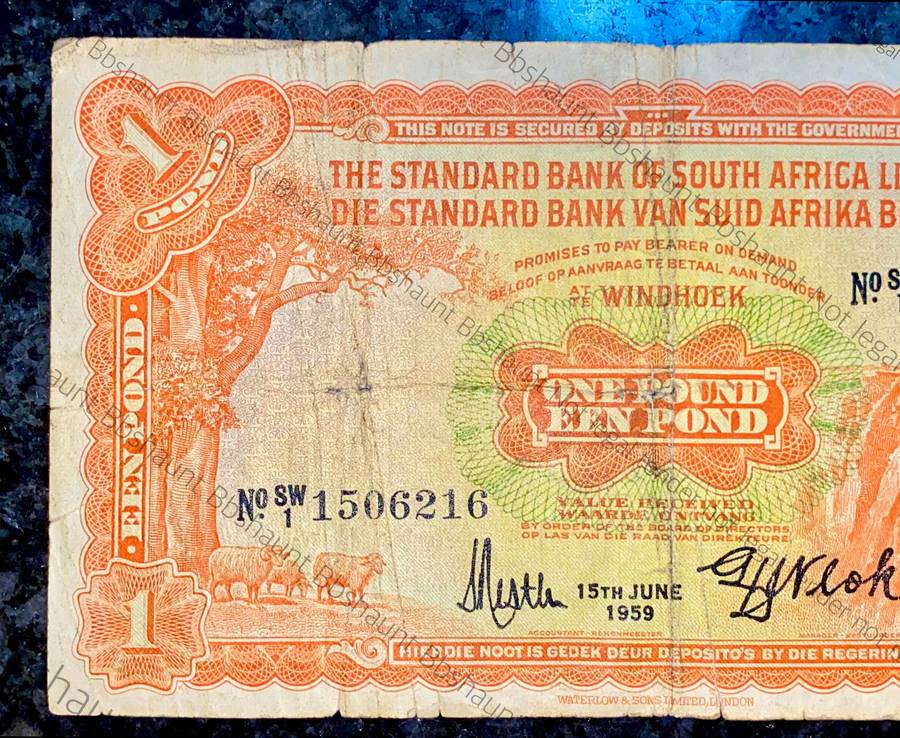 THIS NOTE IS SECURED DEPOSITS WITH THE
1
POND
THE STANDARD BANK OF SOUTH AFRICA
DIE STANDARD BANK VAN SUID AFRIKA
PROMISES TO PAY BEARER ON DEMAND
BELOOF OP AANVRAAG TE BETAAL AAN TOONDER
AT
TE WINDHOEK
No
EEN POND
ONE POUND
EEN POND
No. SW 1 1506216
VALUE RECEIVED
WAARDE ONTVANG
BY ORDER OF THE BOARD OF DIRECTORS
OP LAS VAN DIE RAAD VAN DIREKTEURE
15TH JUNE
1959
1
ACCOUNTANT - REKENMEESTER
MANAGER
HIERDIE NOOT IS GEDEK DEUR DEPOSITO'S BY DIE
WATERLOW & SONS LIMITED, LONDON
Bbshaunt